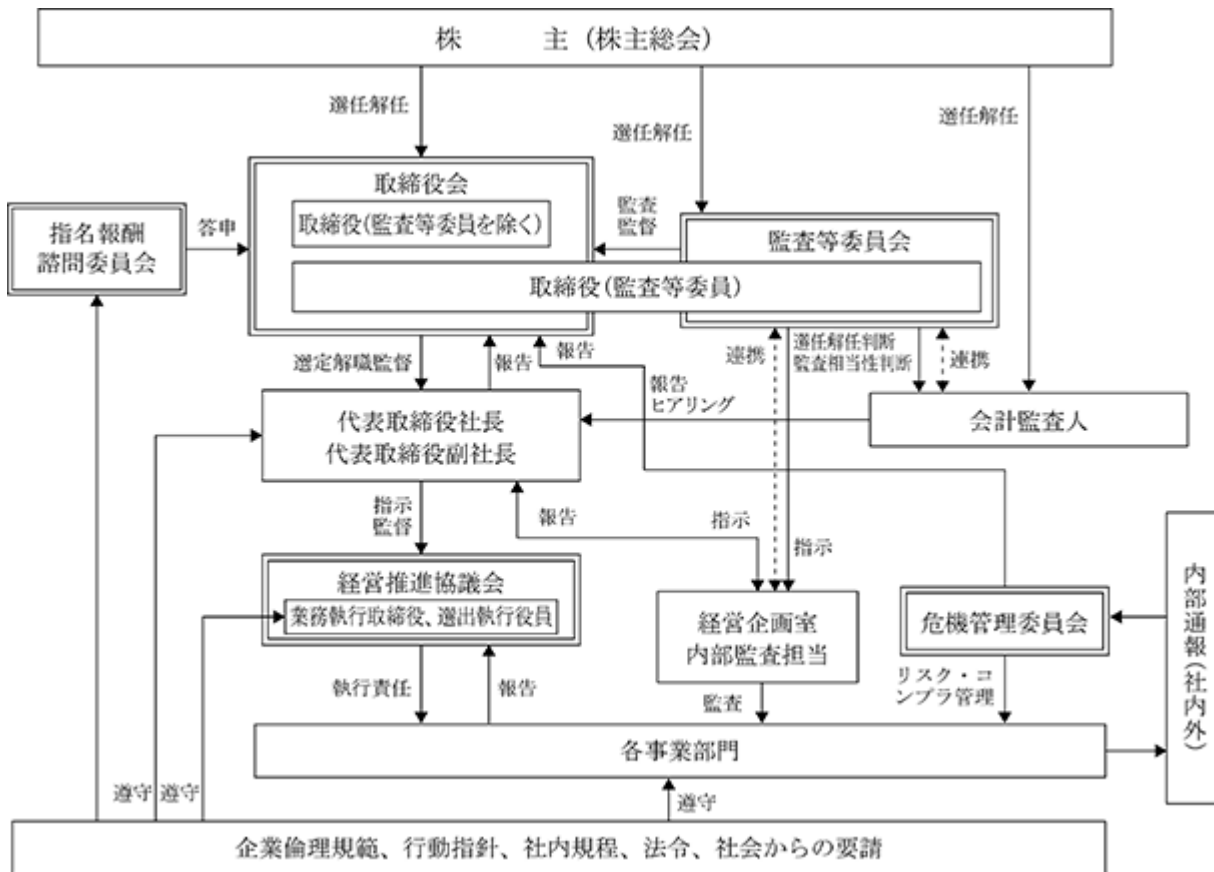 株　主（株主総会）
選任解任
選任解任
選任解任
取締役会
取締役（監査等委員を除く）
監査
監督
監査等委員会
指名報酬
諮問委員会
答申
取締役（監査等委員）
選定解職監督
報告
報告
連携
選任解任判断
監査相当性判断
連携
報告
ヒアリング
代表取締役社長
代表取締役副社長
会計監査人
指示
監督
報告
指示
指示
経営推進協議会
業務執行取締役、選出執行役員
経営企画室
内部監査担当
危機管理委員会
内部通報（社内外）
執行責任
報告
監査
リスク・コ
ンプラ管理
各事業部門
遵守
遵守
遵守
企業倫理規範、行動指針、社内規程、法令、社会からの要請